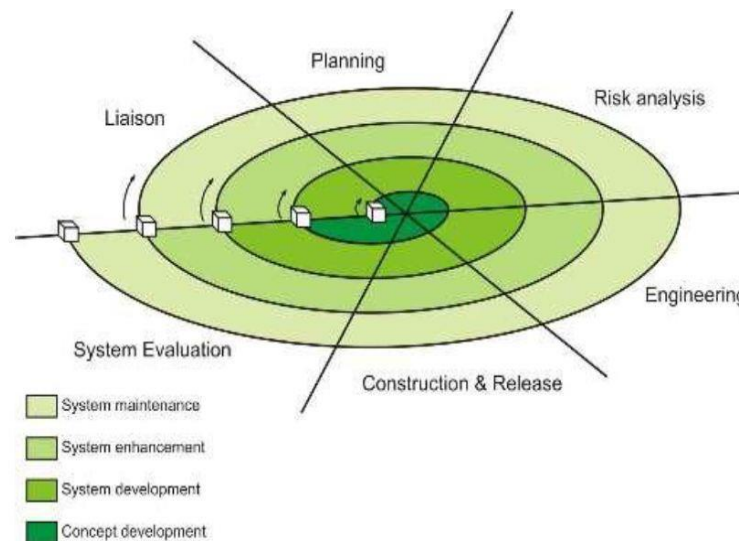 Planning
Risk analysis
Liaison
Engineering
System Evaluation
Construction & Release
System maintenance
System enhancement
System development
Concept development